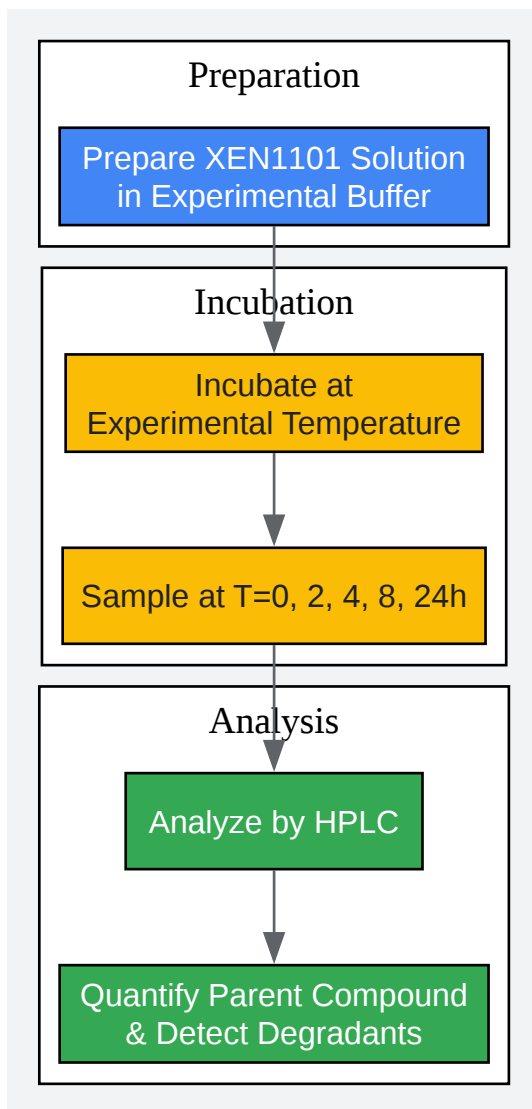 Preparation
Prepare XEN1101 Solution
in Experimental Buffer
Incubation
Incubate at
Experimental Temperature
Sample at T=0, 2, 4, 8, 24h
Analysis
Analyze by HPLC
Quantify Parent Compound
& Detect Degradants